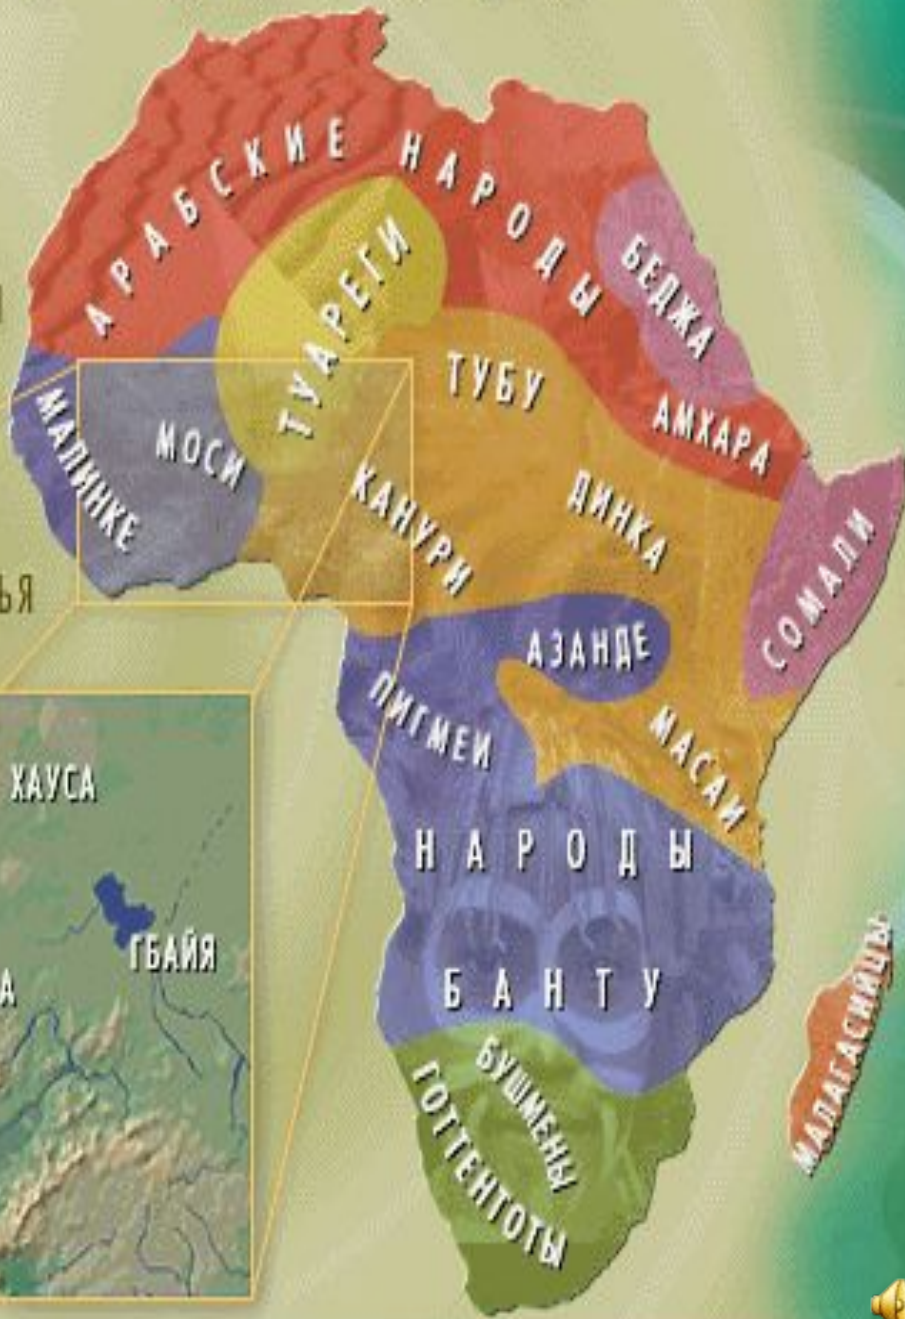 АРАБСКИЕ НАРОДЫ
БЕДЖА
ТУАРЕГИ
ТУБУ
АМХАРА
МАЛИНКЕ
МОСИ
КАНУРИ
ДИНКА
СОМАЛИ
АЗАНДЕ
ПИГМЕИ
МАСАИ
НАРОДЫ
БАНТУ
БУШМЕНЫ
ГОТТЕНТОТЫ
МАЛАГАСИЙЦЫ
ХАУСА
ГБАЙЯ